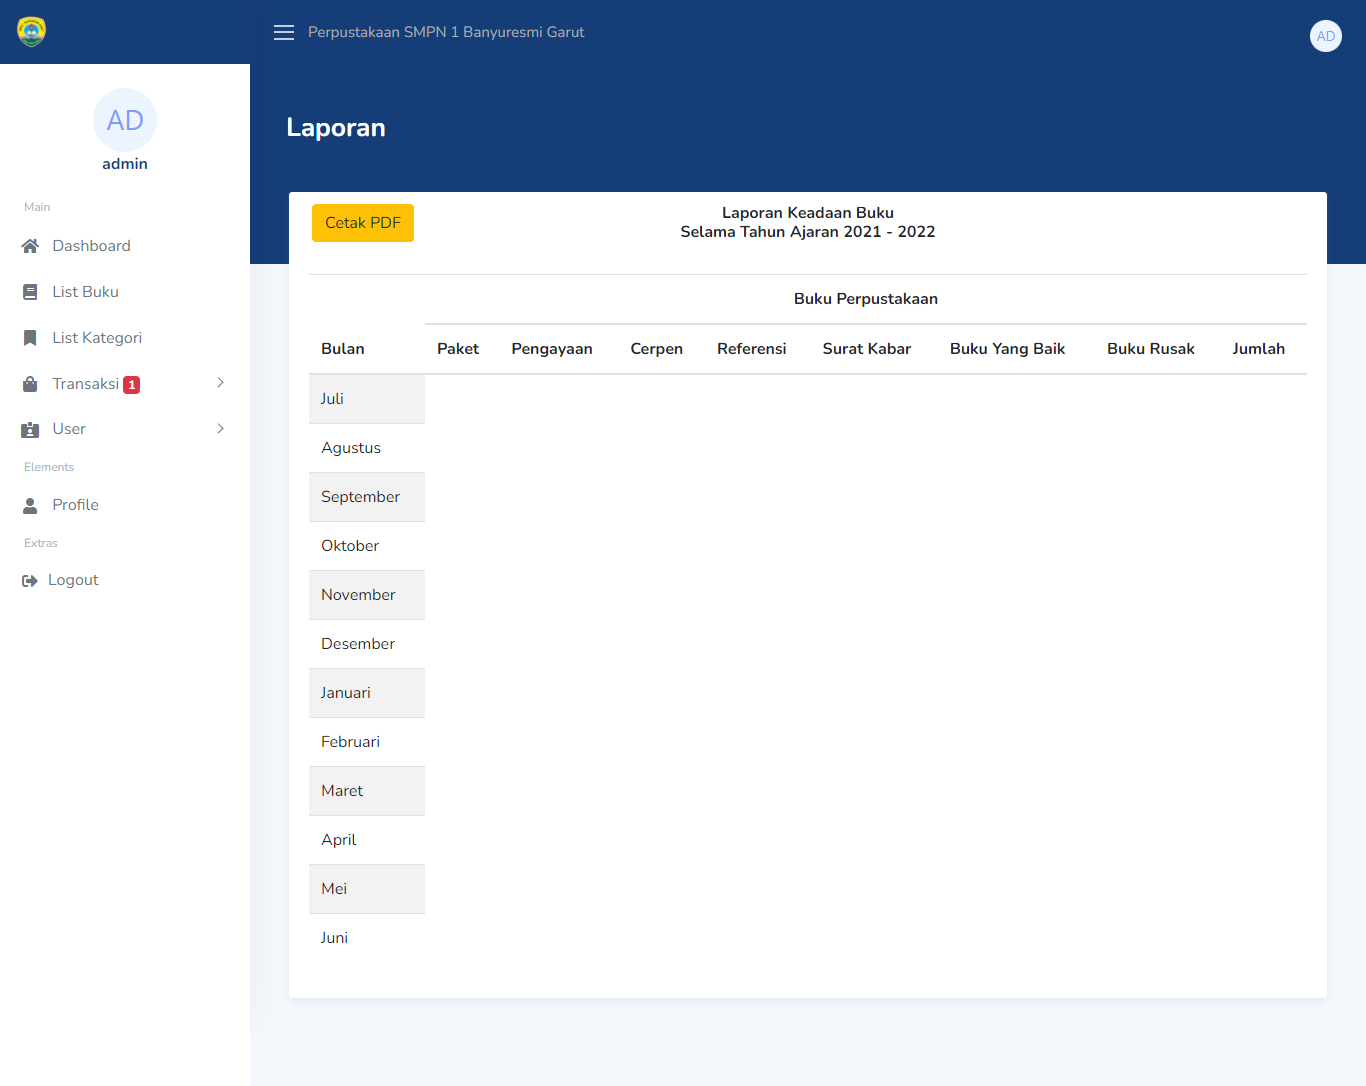 Perpustakaan SMPN 1 Banyuresmi Garut
AD
AD
admin
Main
Dashboard
List Buku
List Kategori
Transaksi 1
User
Elements
Profile
Extras
Logout
Laporan
Cetak PDF
Laporan Keadaan Buku
Selama Tahun Ajaran 2021 - 2022
Buku Perpustakaan
Bulan Paket Pengayaan Cerpen Referensi Surat Kabar Buku Yang Baik Buku Rusak Jumlah
Juli
Agustus
September
Oktober
November
Desember
Januari
Februari
Maret
April
Mei
Juni